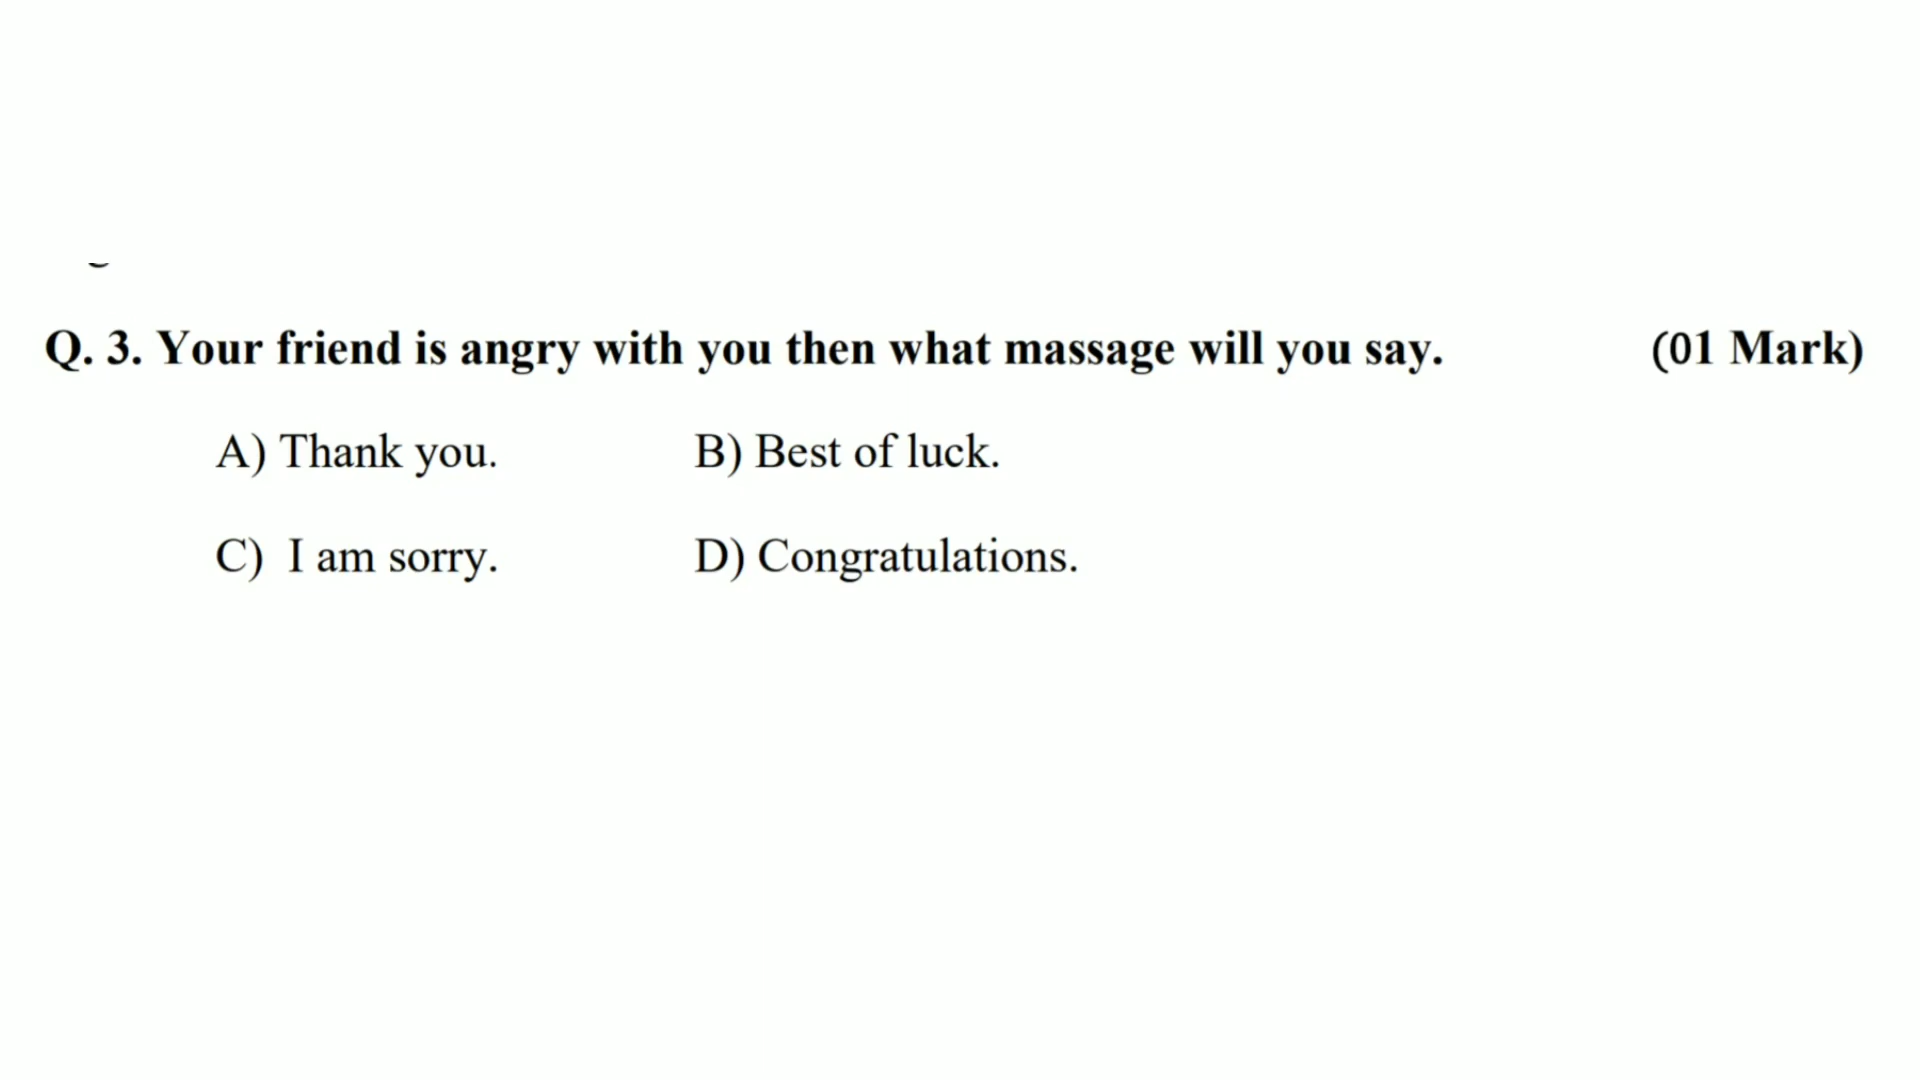 Q. 3. Your friend is angry with you then what massage will you say. (01 Mark)
A) Thank you. B) Best of luck.
C) I am sorry. D) Congratulations.